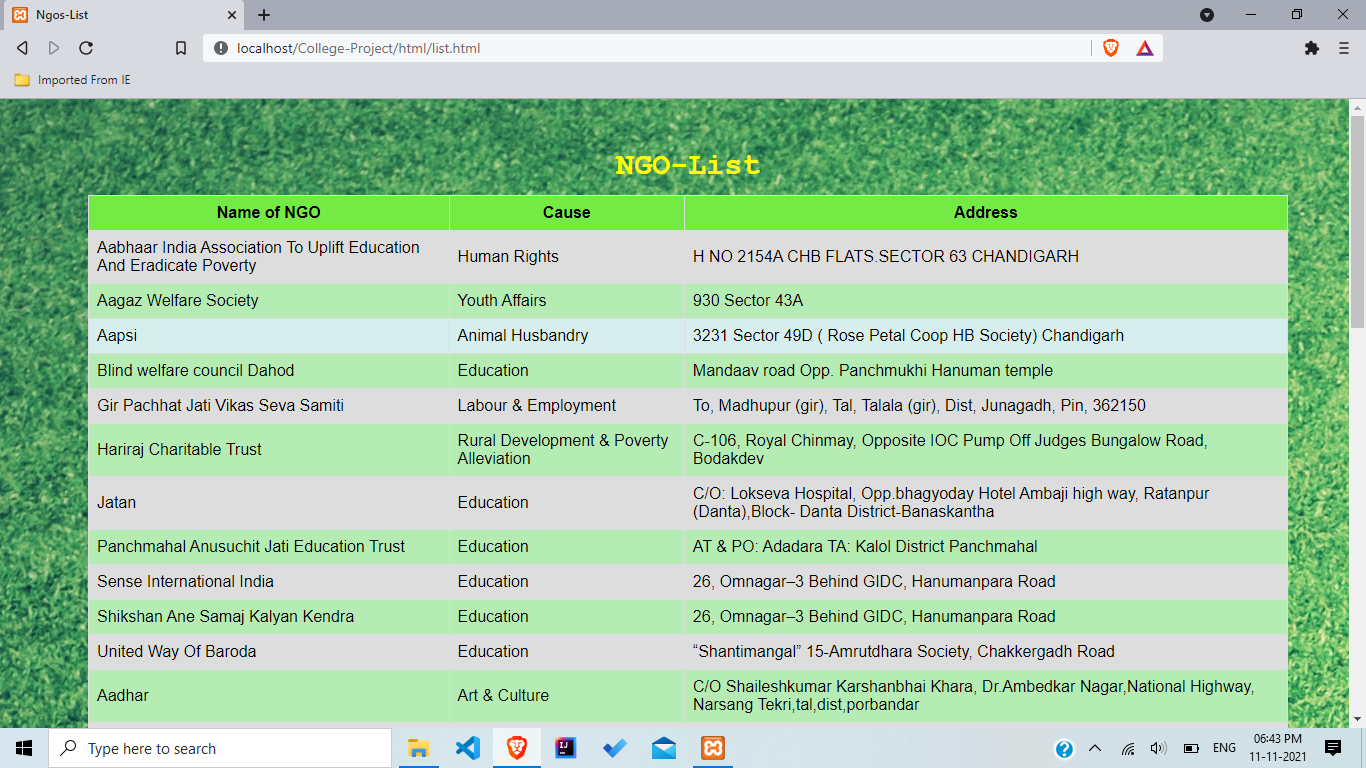 Ngos-List
localhost/College-Project/html/list.html
Imported From IE
NGO-List
Name of NGO Cause Address
Aabhaar India Association To Uplift Education
And Eradicate Poverty
Human Rights
H NO 2154A CHB FLATS.SECTOR 63 CHANDIGARH
Aagaz Welfare Society Youth Affairs 930 Sector 43A
Aapsi Animal Husbandry 3231 Sector 49D ( Rose Petal Coop HB Society) Chandigarh
Blind welfare council Dahod Education Mandaav road Opp. Panchmukhi Hanuman temple
Gir Pachhat Jati Vikas Seva Samiti Labour & Employment To, Madhupur (gir), Tal, Talala (gir), Dist, Junagadh, Pin, 362150
Hariraj Charitable Trust
Rural Development & Poverty
Alleviation
C-106, Royal Chinmay, Opposite IOC Pump Off Judges Bungalow Road,
Bodakdev
Jatan
Education
C/O: Lokseva Hospital, Opp.bhagyoday Hotel Ambaji high way, Ratanpur
(Danta),Block- Danta District-Banaskantha
Panchmahal Anusuchit Jati Education Trust Education AT & PO: Adadara TA: Kalol District Panchmahal
Sense International India Education 26, Omnagar–3 Behind GIDC, Hanumanpara Road
Shikshan Ane Samaj Kalyan Kendra Education 26, Omnagar–3 Behind GIDC, Hanumanpara Road
United Way Of Baroda Education “Shantimangal” 15-Amrutdhara Society, Chakkergadh Road
Aadhar
Art & Culture
C/O Shaileshkumar Karshanbhai Khara, Dr.Ambedkar Nagar,National Highway,
Narsang Tekri,tal,dist,porbandar
Type here to search
IJ
ENG
06:43 PM
11-11-2021